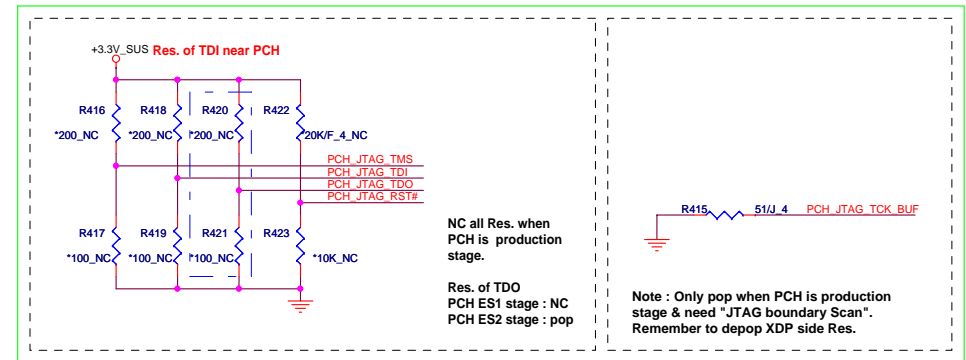 +3.3V_SUS Res. of TDI near PCH
R416 R418 R420 R422
*200_NC *200_NC *200_NC *20K/F_4_NC
PCH_JTAG_TMS
PCH_JTAG_TDI
PCH_JTAG_TDO
PCH_JTAG_RST#
R417 R419 R421 R423
*100_NC *100_NC *100_NC *10K_NC
NC all Res. when
PCH is production
stage.
Res. of TDO
PCH ES1 stage : NC
PCH ES2 stage : pop
R415 51/J_4 PCH_JTAG_TCK_BUF
Note : Only pop when PCH is production
stage & need "JTAG boundary Scan".
Remember to depop XDP side Res.